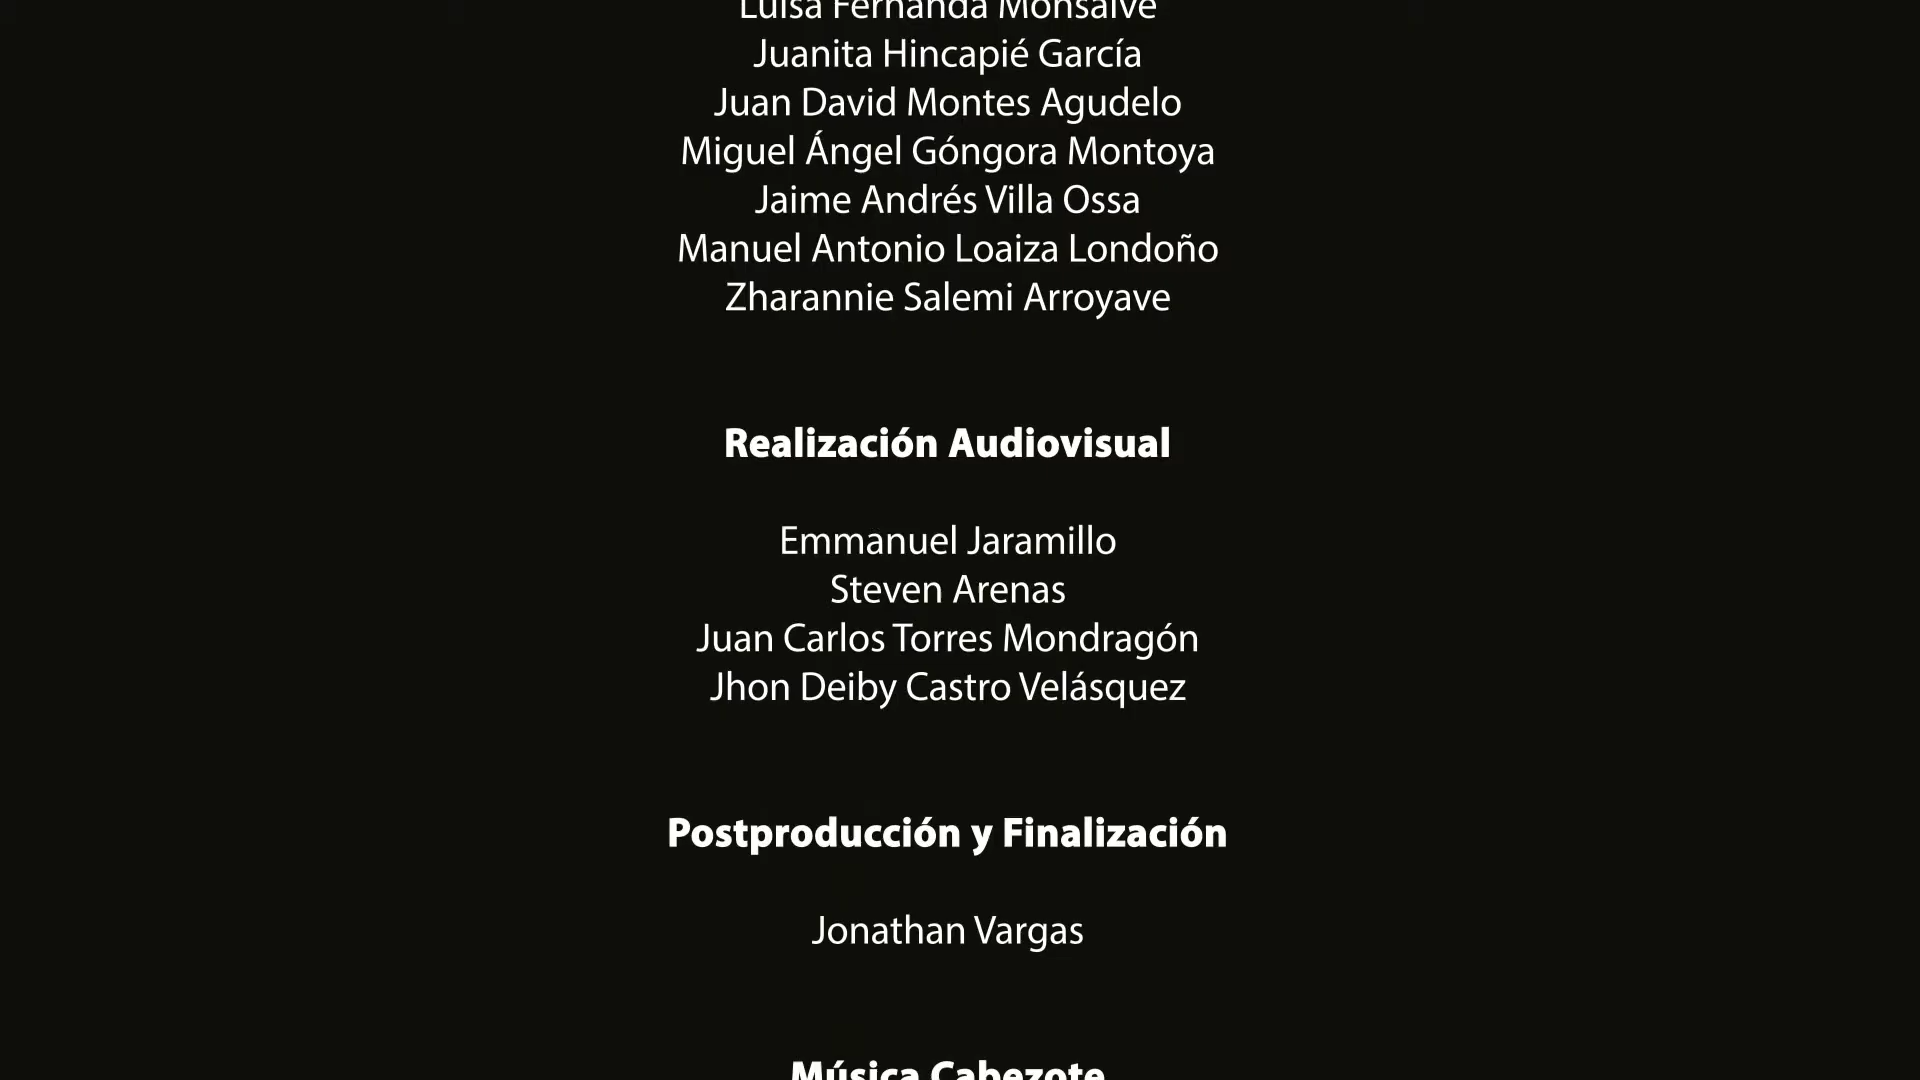 Luisa Fernanda Monsalve
Juanita Hincapié García
Juan David Montes Agudelo
Miguel Ángel Góngora Montoya
Jaime Andrés Villa Ossa
Manuel Antonio Loaiza Londoño
Zharannie Salemi Arroyave
Realización Audiovisual
Emmanuel Jaramillo
Steven Arenas
Juan Carlos Torres Mondragón
Jhon Deiby Castro Velásquez
Postproducción y Finalización
Jonathan Vargas
Música Cabezote